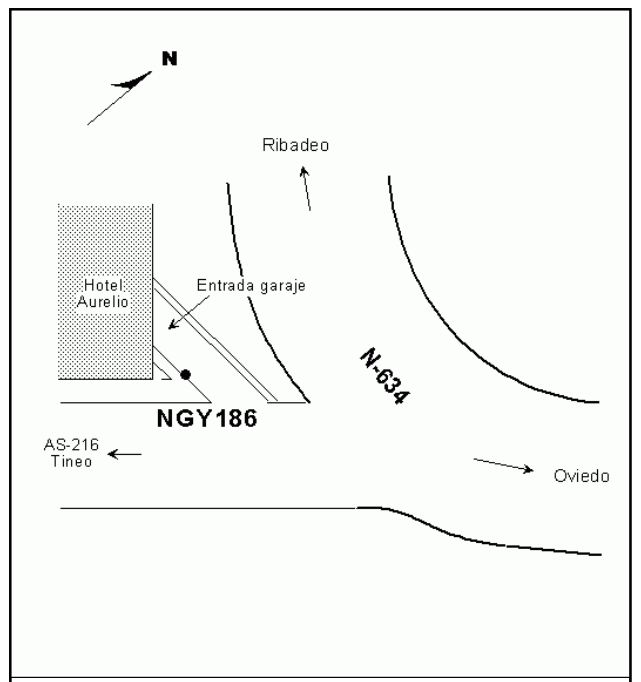 N
Ribadeo
Hotel
Aurelio
Entrada garaje
N-634
NGY186
AS-216
Tineo
Oviedo